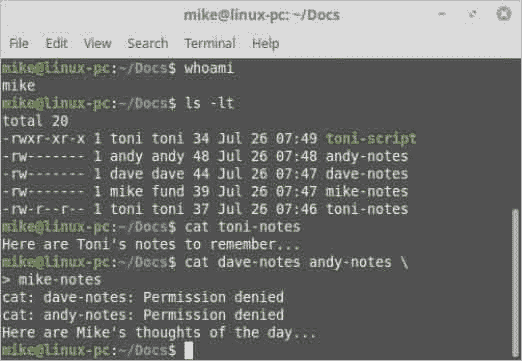 mike@linux-pc: ~/Docs
File Edit View Search Terminal Help
mike@linux-pc:~/Docs$ whoami
mike
mike@linux-pc:~/Docs$ ls -lt
total 20
-rwxr-xr-x 1 toni toni 34 Jul 26 07:49 toni-script
-rw------- 1 andy andy 48 Jul 26 07:48 andy-notes
-rw------- 1 dave dave 44 Jul 26 07:47 dave-notes
-rw------- 1 mike fund 39 Jul 26 07:47 mike-notes
-rw-r--r-- 1 toni toni 37 Jul 26 07:46 toni-notes
mike@linux-pc:~/Docs$ cat toni-notes
Here are Toni's notes to remember...
mike@linux-pc:~/Docs$ cat dave-notes andy-notes \
> mike-notes
cat: dave-notes: Permission denied
cat: andy-notes: Permission denied
Here are Mike's thoughts of the day...
mike@linux-pc:~/Docs$